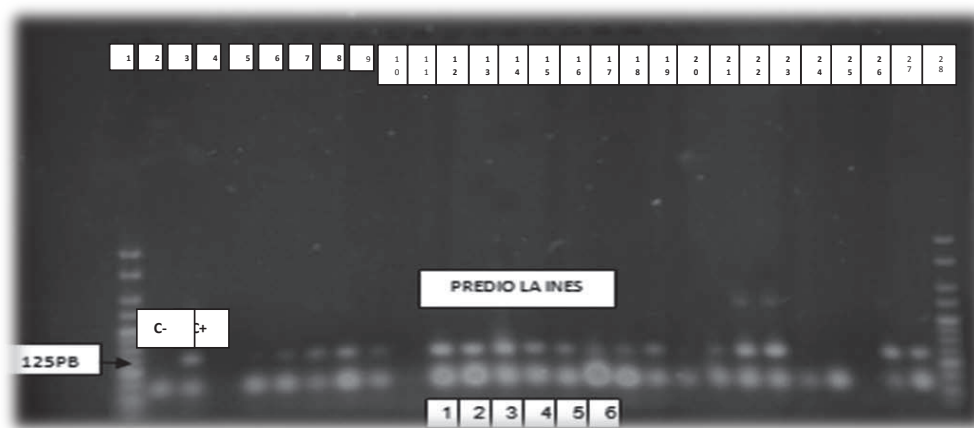 1 2 3 4 5 6 7 8 9 10 11 12 13 14 15 16 17 18 19 20 21 22 23 24 25 26 27 28
PREDIO LA INES
C- C+
125PB
1 2 3 4 5 6